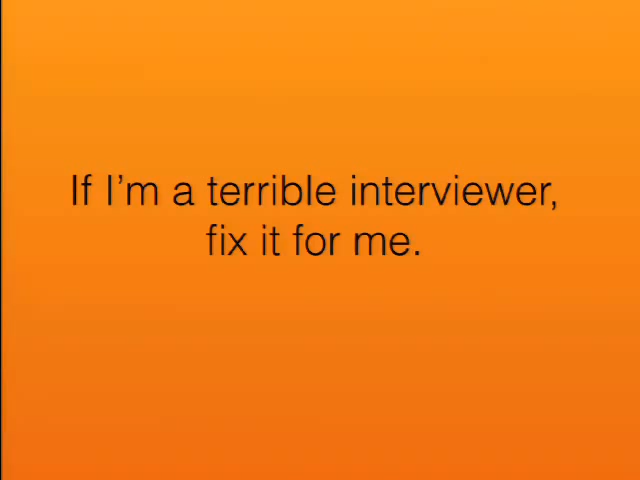 If I’m a terrible interviewer,
fix it for me.